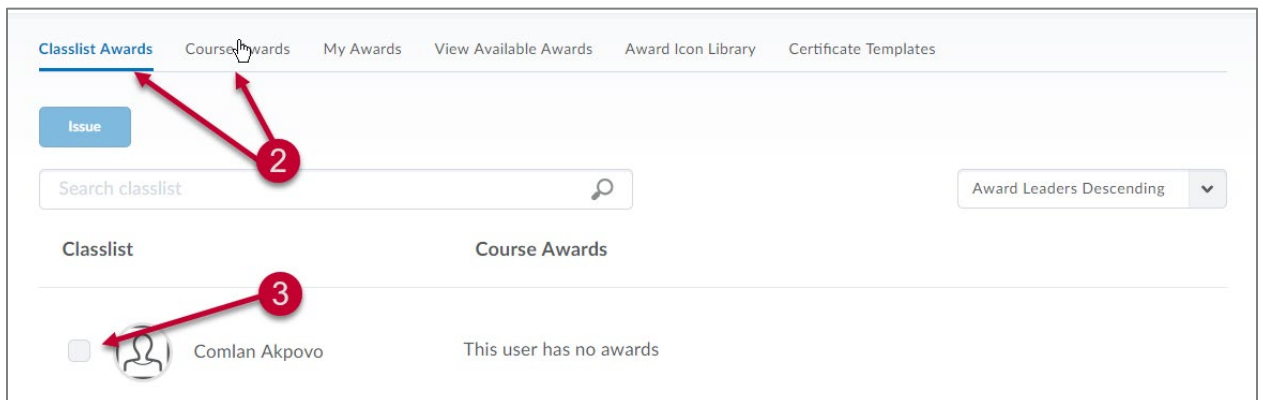 Classlist Awards Course Awards My Awards View Available Awards Award Icon Library Certificate Templates
Issue
2
Search classlist
Award Leaders Descending
Classlist Course Awards
3
Comlan Akpovo This user has no awards